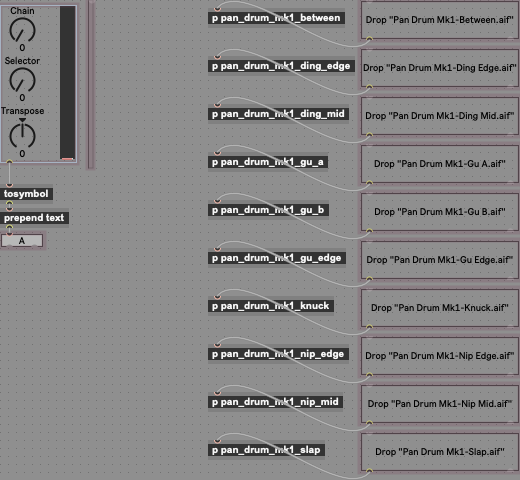 Chain
0
Selector
0
Transpose
0
tosymbol
prepend text
A
p pan_drum_mk1_between
Drop "Pan Drum Mk1-Between.aif"
p pan_drum_mk1_ding_edge
Drop "Pan Drum Mk1-Ding Edge.aif"
p pan_drum_mk1_ding_mid
Drop "Pan Drum Mk1-Ding Mid.aif"
p pan_drum_mk1_gu_a
Drop "Pan Drum Mk1-Gu A.aif"
p pan_drum_mk1_gu_b
Drop "Pan Drum Mk1-Gu B.aif"
p pan_drum_mk1_gu_edge
Drop "Pan Drum Mk1-Gu Edge.aif"
p pan_drum_mk1_knuck
Drop "Pan Drum Mk1-Knuck.aif"
p pan_drum_mk1_nip_edge
Drop "Pan Drum Mk1-Nip Edge.aif"
p pan_drum_mk1_nip_mid
Drop "Pan Drum Mk1-Nip Mid.aif"
p pan_drum_mk1_slap
Drop "Pan Drum Mk1-Slap.aif"